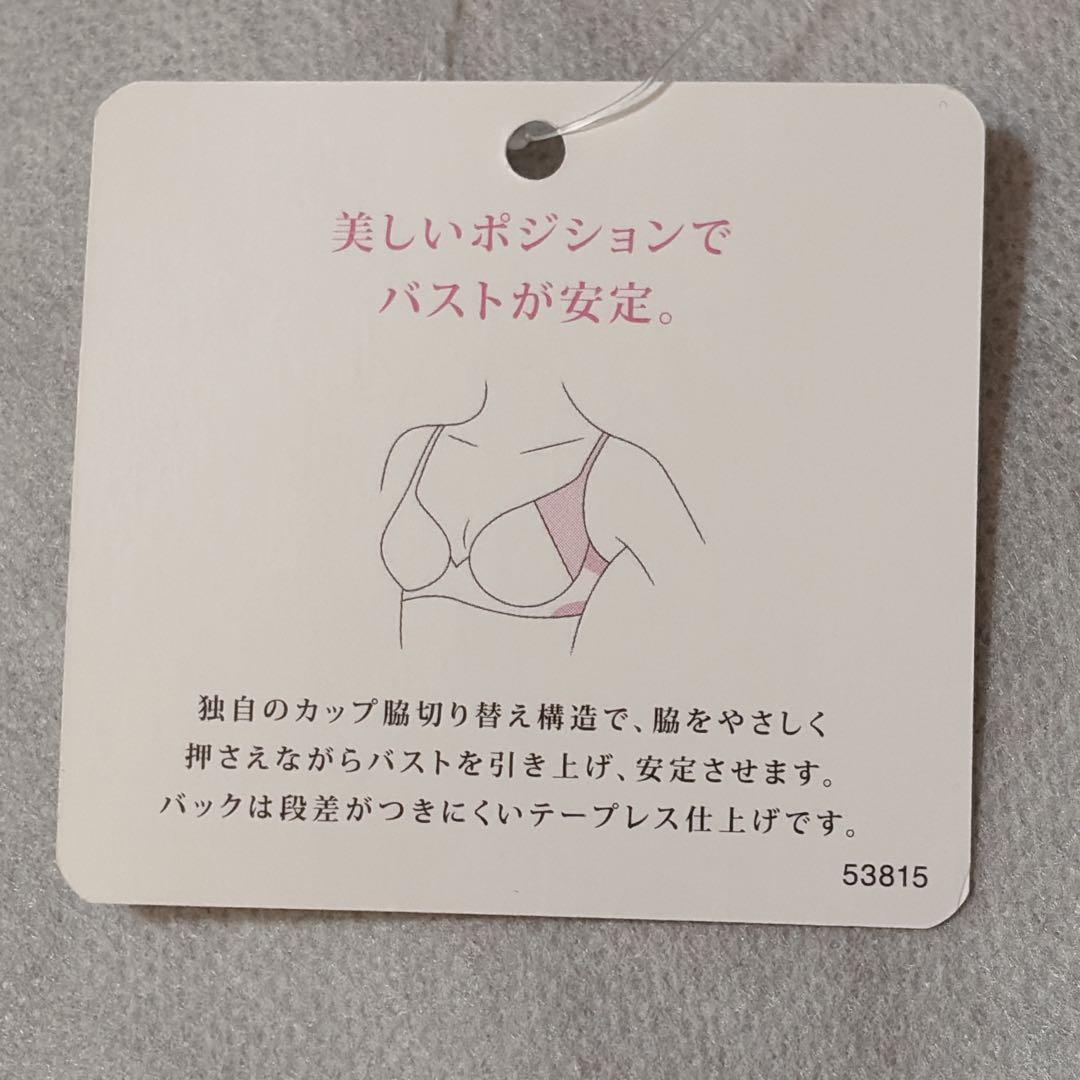 美しいポジションで
バストが安定。
独自のカップ脇切り替え構造で、脇をやさしく
押さえながらバストを引き上げ、安定させます。
バックは段差がつきにくいテープレス仕上げです。
53815